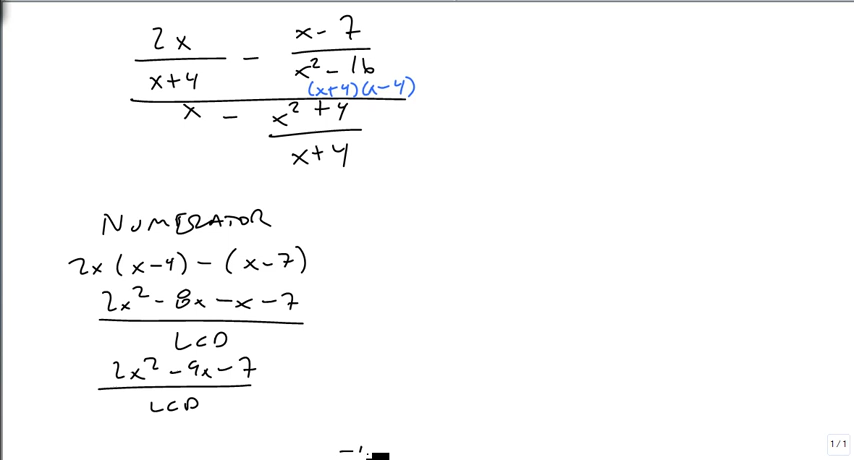 2x / x+4 - x-7 / x² - 16
(x+4)(x-4)
x - x² + 4 / x+4
NUMERATOR
2x (x-4) - (x-7)
2x² - 8x - x - 7
LCD
2x² - 9x - 7
LCD
1 / 1